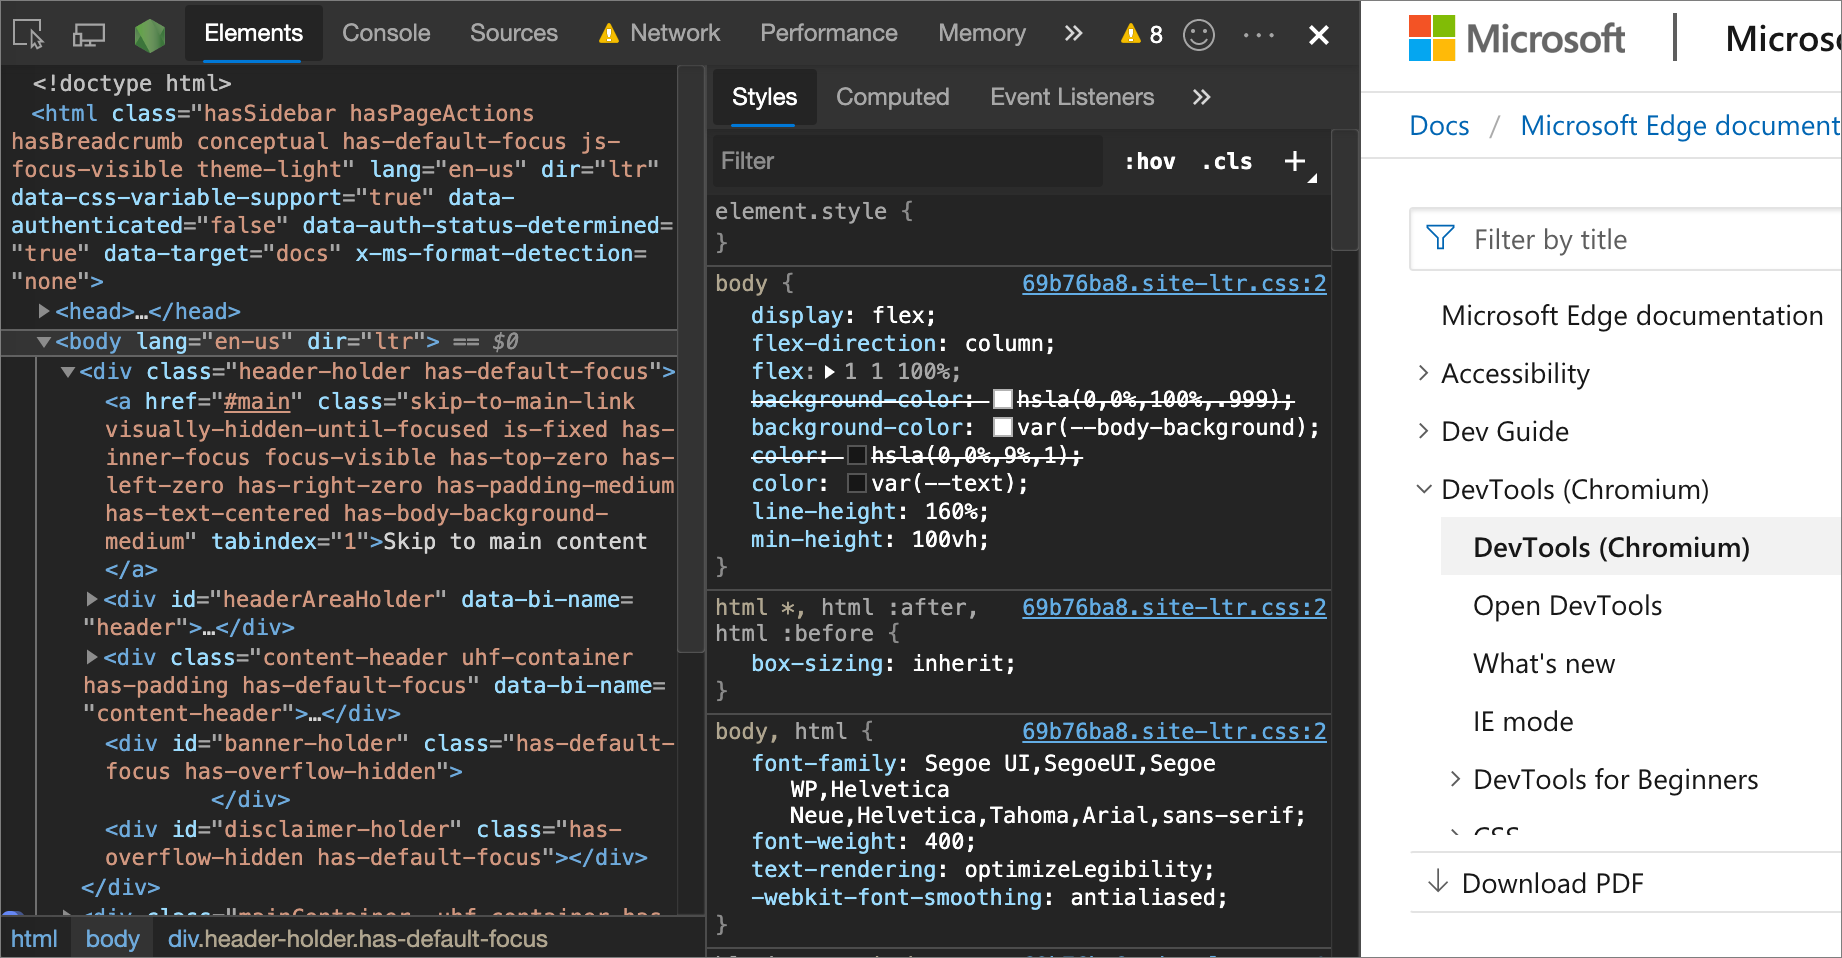 Elements Console Sources Network Performance Memory 8
<!doctype html>
<html class="hasSidebar hasPageActions
hasBreadcrumb conceptual has-default-focus js-
focus-visible theme-light" lang="en-us" dir="ltr"
data-css-variable-support="true" data-
authenticated="false" data-auth-status-determined=
"true" data-target="docs" x-ms-format-detection=
"none">
<head>…</head>
<body lang="en-us" dir="ltr"> == $0
<div class="header-holder has-default-focus">
<a href="#main" class="skip-to-main-link
visually-hidden-until-focused is-fixed has-
inner-focus focus-visible has-top-zero has-
left-zero has-right-zero has-padding-medium
has-text-centered has-body-background-
medium" tabindex="1">Skip to main content
</a>
<div id="headerAreaHolder" data-bi-name=
"header">…</div>
<div class="content-header uhf-container
has-padding has-default-focus" data-bi-name=
"content-header">…</div>
<div id="banner-holder" class="has-default-
focus has-overflow-hidden">
</div>
<div id="disclaimer-holder" class="has-
overflow-hidden has-default-focus"></div>
</div>
<div class="mainContainer uhf-container has-
html body div.header-holder.has-default-focus
Styles Computed Event Listeners
Filter :hov .cls +
element.style {
}
body { 69b76ba8.site-ltr.css:2
display: flex;
flex-direction: column;
flex: 1 1 100%;
background-color: hsla(0,0%,100%,.999);
background-color: var(--body-background);
color: hsla(0,0%,9%,1);
color: var(--text);
line-height: 160%;
min-height: 100vh;
}
html *, html :after, 69b76ba8.site-ltr.css:2
html :before {
box-sizing: inherit;
}
body, html { 69b76ba8.site-ltr.css:2
font-family: Segoe UI,SegoeUI,Segoe
WP,Helvetica
Neue,Helvetica,Tahoma,Arial,sans-serif;
font-weight: 400;
text-rendering: optimizeLegibility;
-webkit-font-smoothing: antialiased;
}
Microsoft | Micros
Docs / Microsoft Edge document
Filter by title
Microsoft Edge documentation
Accessibility
Dev Guide
DevTools (Chromium)
DevTools (Chromium)
Open DevTools
What's new
IE mode
DevTools for Beginners
CSS
Download PDF